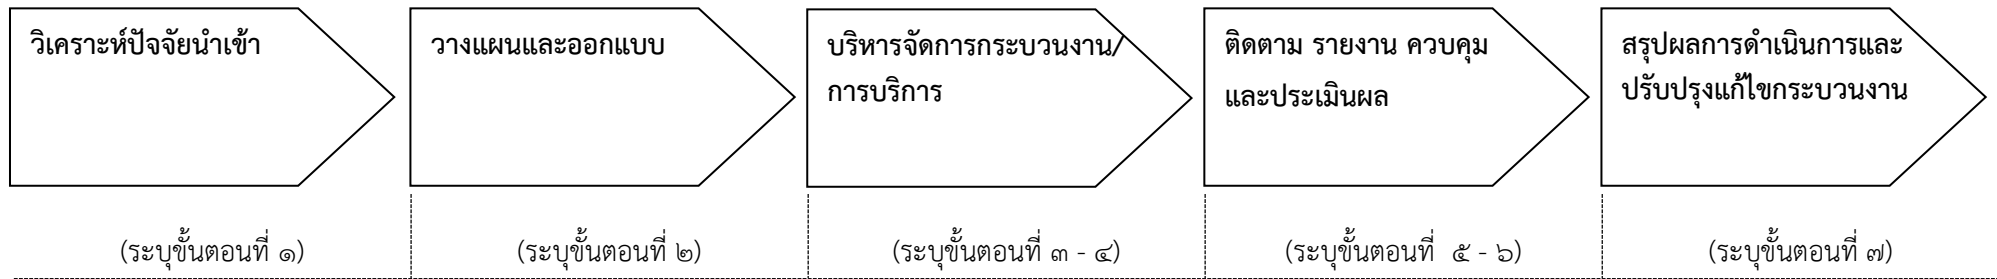 วิเคราะห์ปัจจัยนำเข้า
วางแผนและออกแบบ
บริหารจัดการกระบวนงาน/
การบริการ
ติดตาม รายงาน ควบคุม
และประเมินผล
สรุปผลการดำเนินการและ
ปรับปรุงแก้ไขกระบวนงาน
(ระบุขั้นตอนที่ ๑)
(ระบุขั้นตอนที่ ๒)
(ระบุขั้นตอนที่ ๓ - ๔)
(ระบุขั้นตอนที่ ๕ - ๖)
(ระบุขั้นตอนที่ ๗)